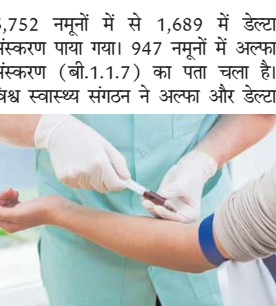 ,752 नमूनों में से 1,689 में डेल्टा
संस्करण पाया गया। 947 नमूनों में अल्फा
संस्करण (बी.1.1.7) का पता चला है।
विश्व स्वास्थ्य संगठन ने अल्फा और डेल्टा